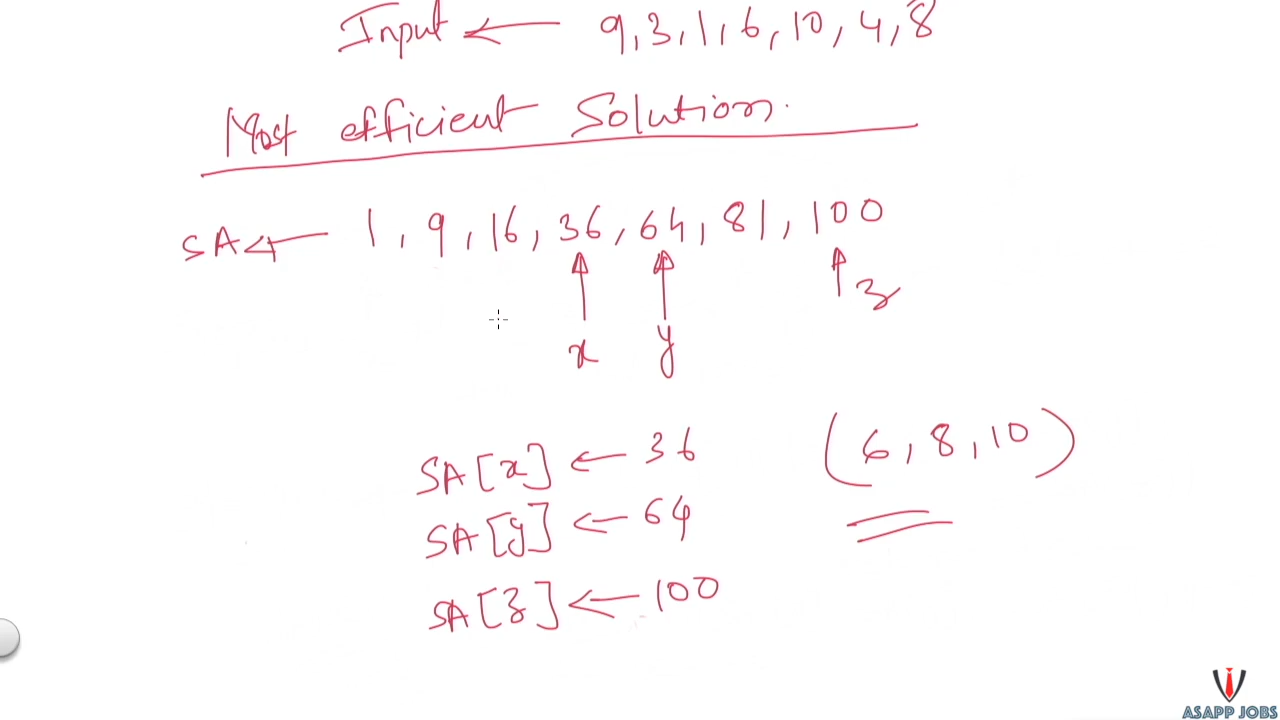 Input ← 9, 3, 1, 6, 10, 4, 8
Most efficient Solution.
SA ← 1, 9, 16, 36, 64, 81, 100
x y z
SA[x] ← 36
SA[y] ← 64
SA[z] ← 100
(6, 8, 10)
ASAPP JOBS